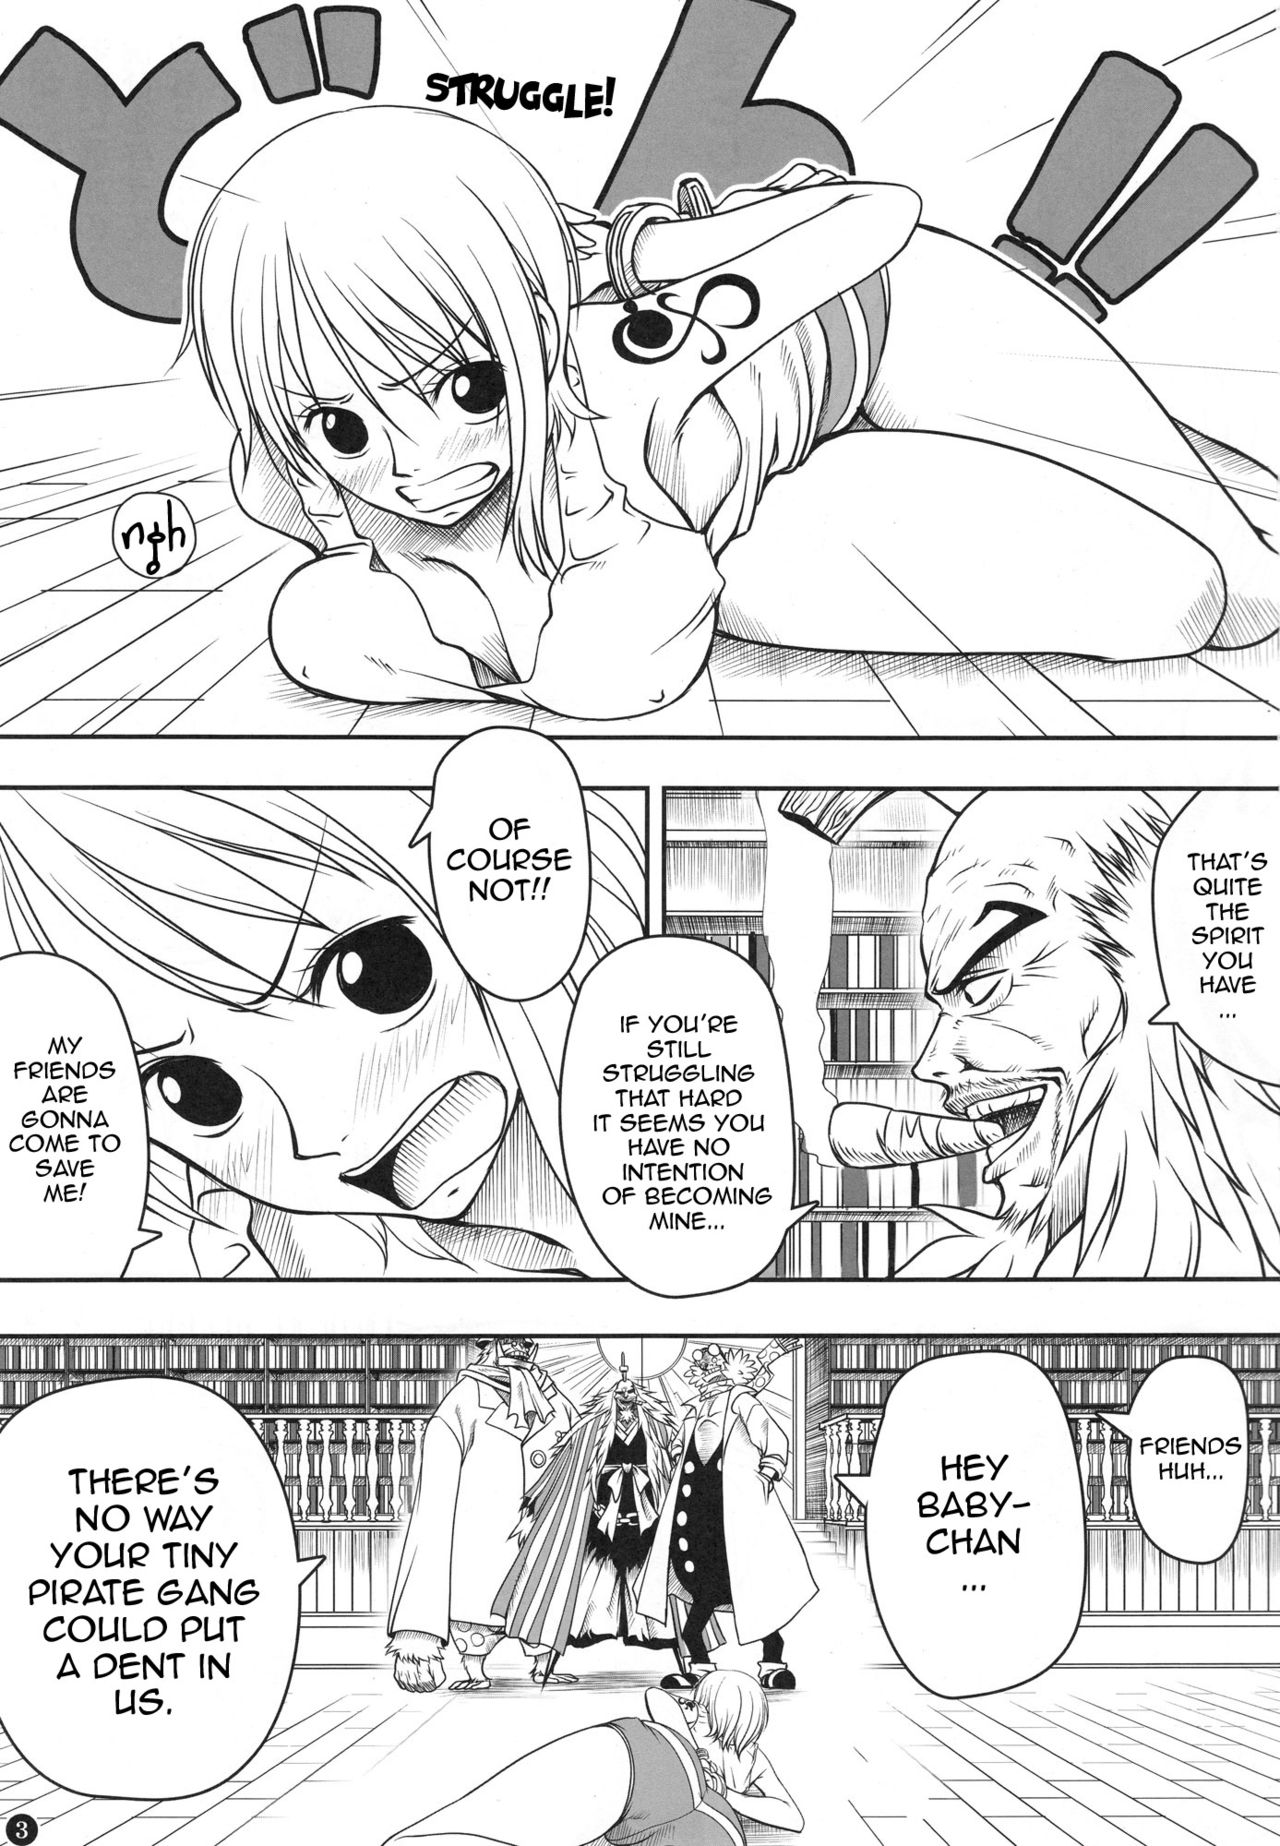 ど
STRUGGLE!
ん
ngh
THAT'S
QUITE
THE
SPIRIT
YOU
HAVE
...
IF YOU'RE
STILL
STRUGGLING
THAT HARD
IT SEEMS YOU
HAVE NO
INTENTION
OF BECOMING
MINE...
OF
COURSE
NOT!!
MY
FRIENDS
ARE
GONNA
COME TO
SAVE
ME!
FRIENDS
HUH...
HEY
BABY-
CHAN
...
THERE'S
NO WAY
YOUR TINY
PIRATE GANG
COULD PUT
A DENT IN
US.
3